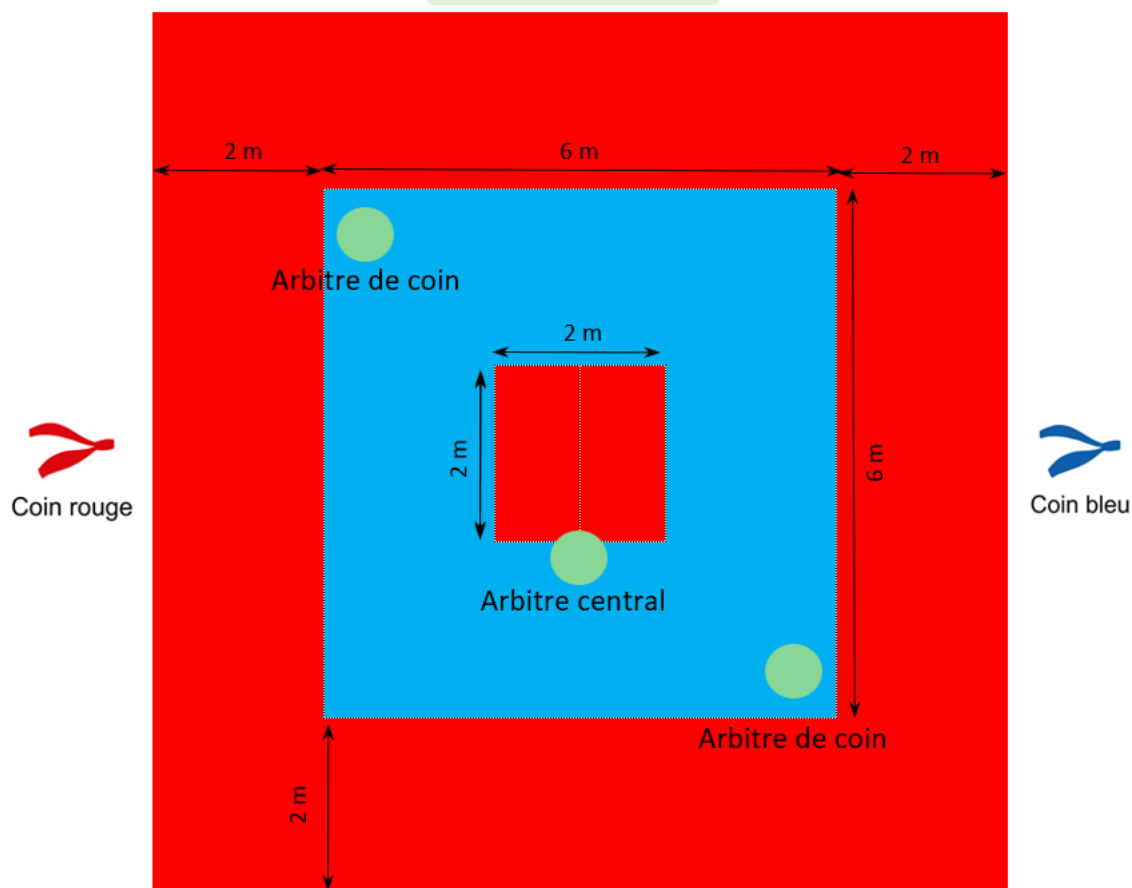 2 m
6 m
2 m
Arbitre de coin
2 m
2 m
6 m
Coin rouge
Coin bleu
Arbitre central
Arbitre de coin
2 m